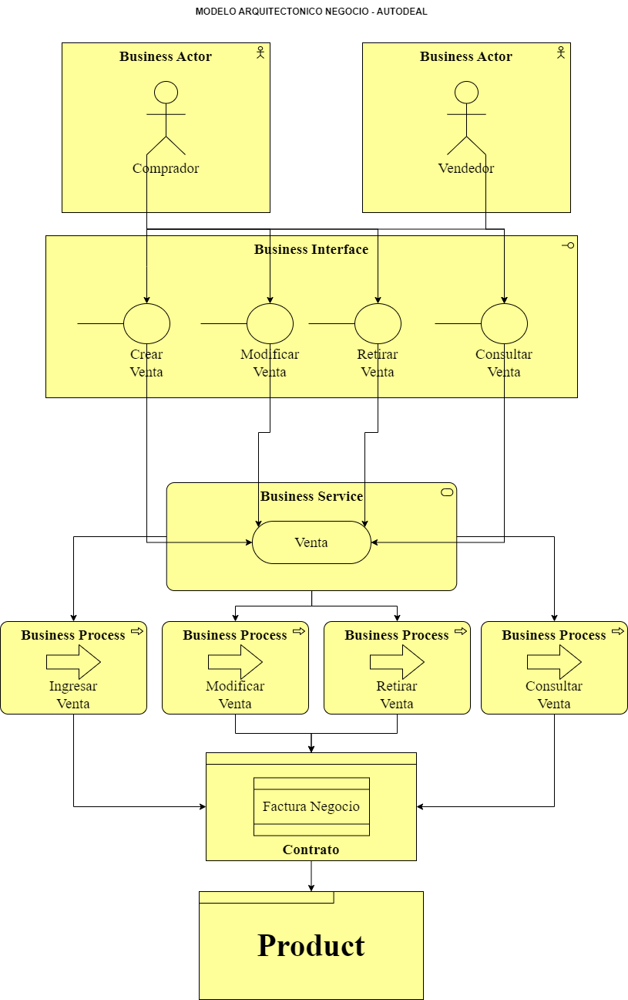 MODELO ARQUITECTONICO NEGOCIO - AUTODEAL
Business Actor
Business Actor
Comprador
Vendedor
Business Interface
Crear
Venta
Modificar
Venta
Retirar
Venta
Consultar
Venta
Business Service
Venta
Business Process
Ingresar
Venta
Business Process
Modificar
Venta
Business Process
Retirar
Venta
Business Process
Consultar
Venta
Factura Negocio
Contrato
Product